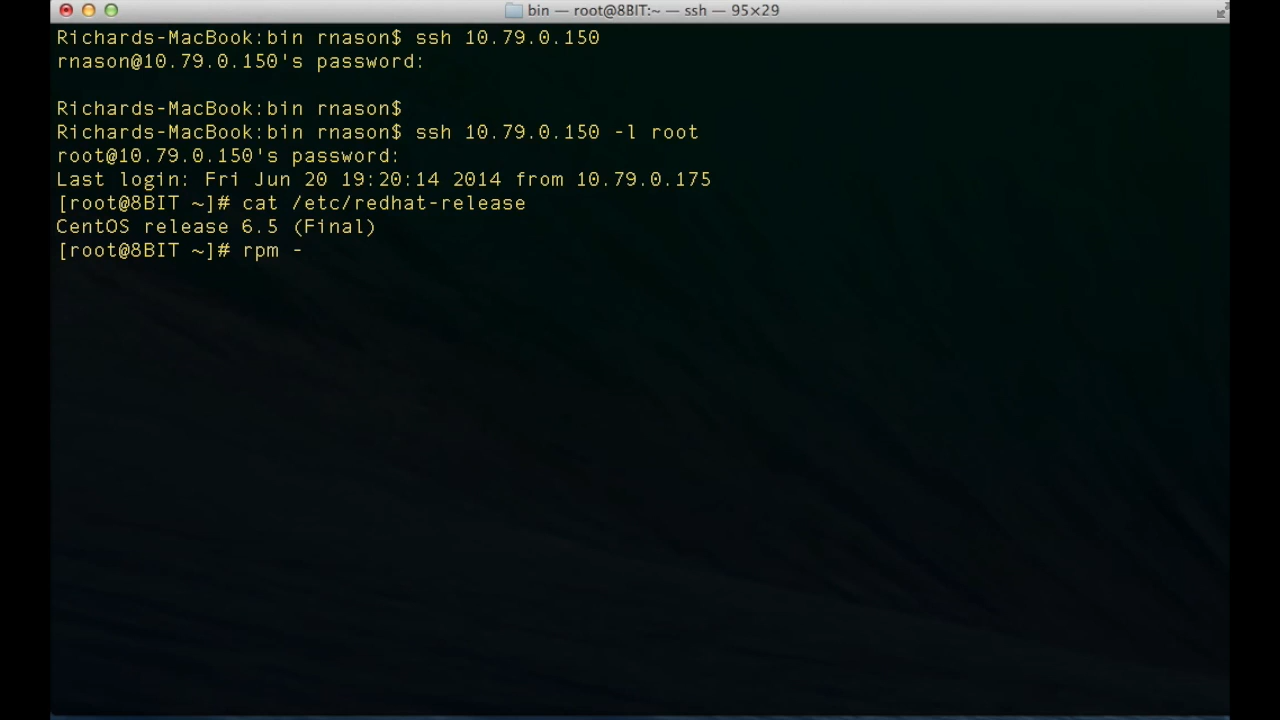 bin — root@8BIT:~ — ssh — 95×29
Richards-MacBook:bin rnason$ ssh 10.79.0.150
rnason@10.79.0.150's password:
Richards-MacBook:bin rnason$
Richards-MacBook:bin rnason$ ssh 10.79.0.150 -l root
root@10.79.0.150's password:
Last login: Fri Jun 20 19:20:14 2014 from 10.79.0.175
[root@8BIT ~]# cat /etc/redhat-release
CentOS release 6.5 (Final)
[root@8BIT ~]# rpm -